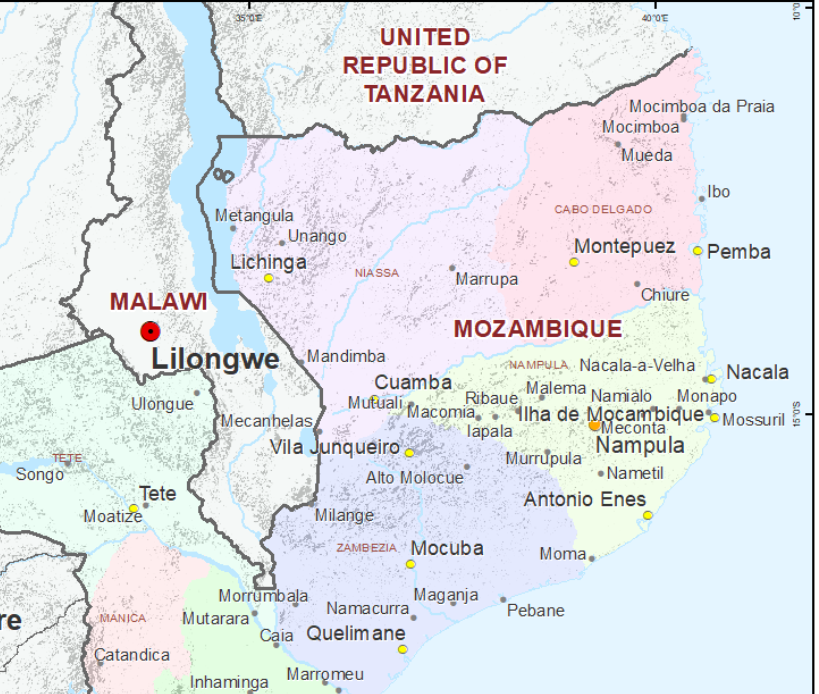 35°0'E
40°0'E
10°0
UNITED
REPUBLIC OF
TANZANIA
Mocimboa da Praia
Mocimboa
Mueda
Ibo
CABO DELGADO
Metangula
Unango
Montepuez
Pemba
Lichinga
NIASSA
Marrupa
Chiure
MALAWI
MOZAMBIQUE
Lilongwe
Mandimba
NAMPULA
Nacala-a-Velha
Nacala
Cuamba
Malema
Namialo
Monapo
Ulongue
Mutuali
Ribaue
Macomia
Ilha de Mocambique
15°0'S
Mecanhelas
Iapala
Meconta
Mossuril
Vila Junqueiro
Nampula
TETE
Murrupula
Songo
Alto Molocue
Nametil
Tete
Antonio Enes
Moatize
Milange
ZAMBEZIA
Mocuba
Moma
Morrumbala
Maganja
re
MANICA
Mutarara
Namacurra
Pebane
Caia
Quelimane
Catandica
Marromeu
Inhaminga